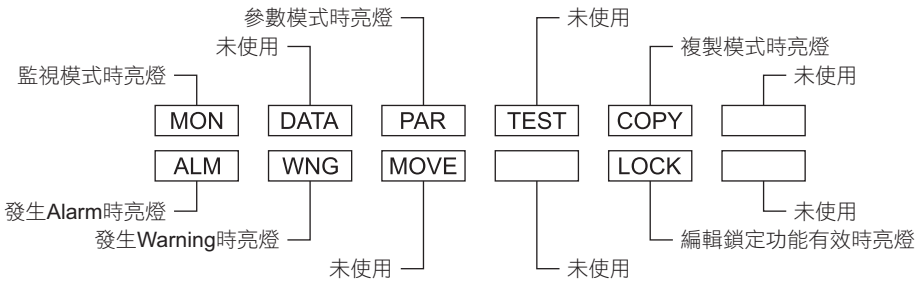 參數模式時亮燈
未使用
未使用
複製模式時亮燈
監視模式時亮燈
未使用
MON
DATA
PAR
TEST
COPY
ALM
WNG
MOVE
LOCK
發生Alarm時亮燈
未使用
發生Warning時亮燈
編輯鎖定功能有效時亮燈
未使用
未使用